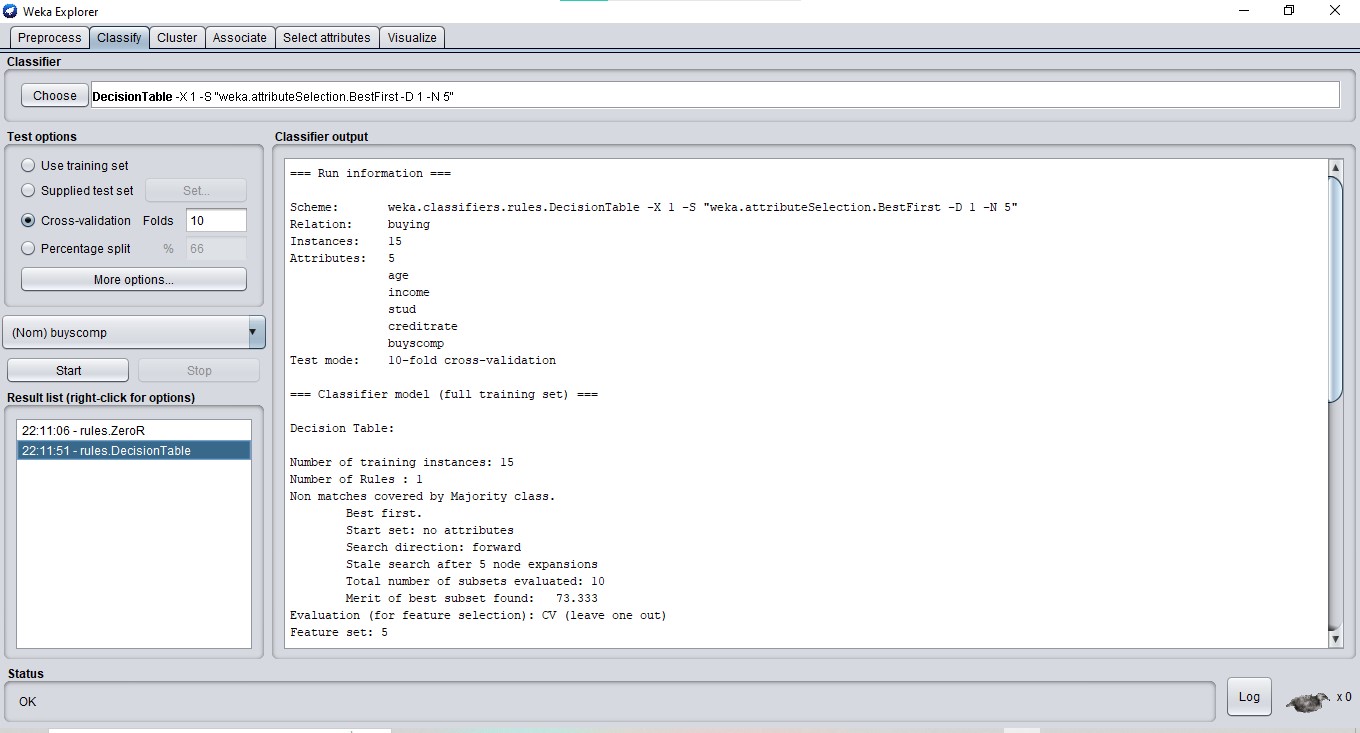 Weka Explorer
Preprocess Classify Cluster Associate Select attributes Visualize
Classifier
Choose DecisionTable -X 1 -S "weka.attributeSelection.BestFirst -D 1 -N 5"
Test options
Use training set
Supplied test set Set...
Cross-validation Folds 10
Percentage split % 66
More options...
(Nom) buyscomp
Start Stop
Result list (right-click for options)
22:11:06 - rules.ZeroR
22:11:51 - rules.DecisionTable
Classifier output
=== Run information ===
Scheme: weka.classifiers.rules.DecisionTable -X 1 -S "weka.attributeSelection.BestFirst -D 1 -N 5"
Relation: buying
Instances: 15
Attributes: 5
age
income
stud
creditrate
buyscomp
Test mode: 10-fold cross-validation
=== Classifier model (full training set) ===
Decision Table:
Number of training instances: 15
Number of Rules : 1
Non matches covered by Majority class.
Best first.
Start set: no attributes
Search direction: forward
Stale search after 5 node expansions
Total number of subsets evaluated: 10
Merit of best subset found: 73.333
Evaluation (for feature selection): CV (leave one out)
Feature set: 5
Status
OK
Log x 0